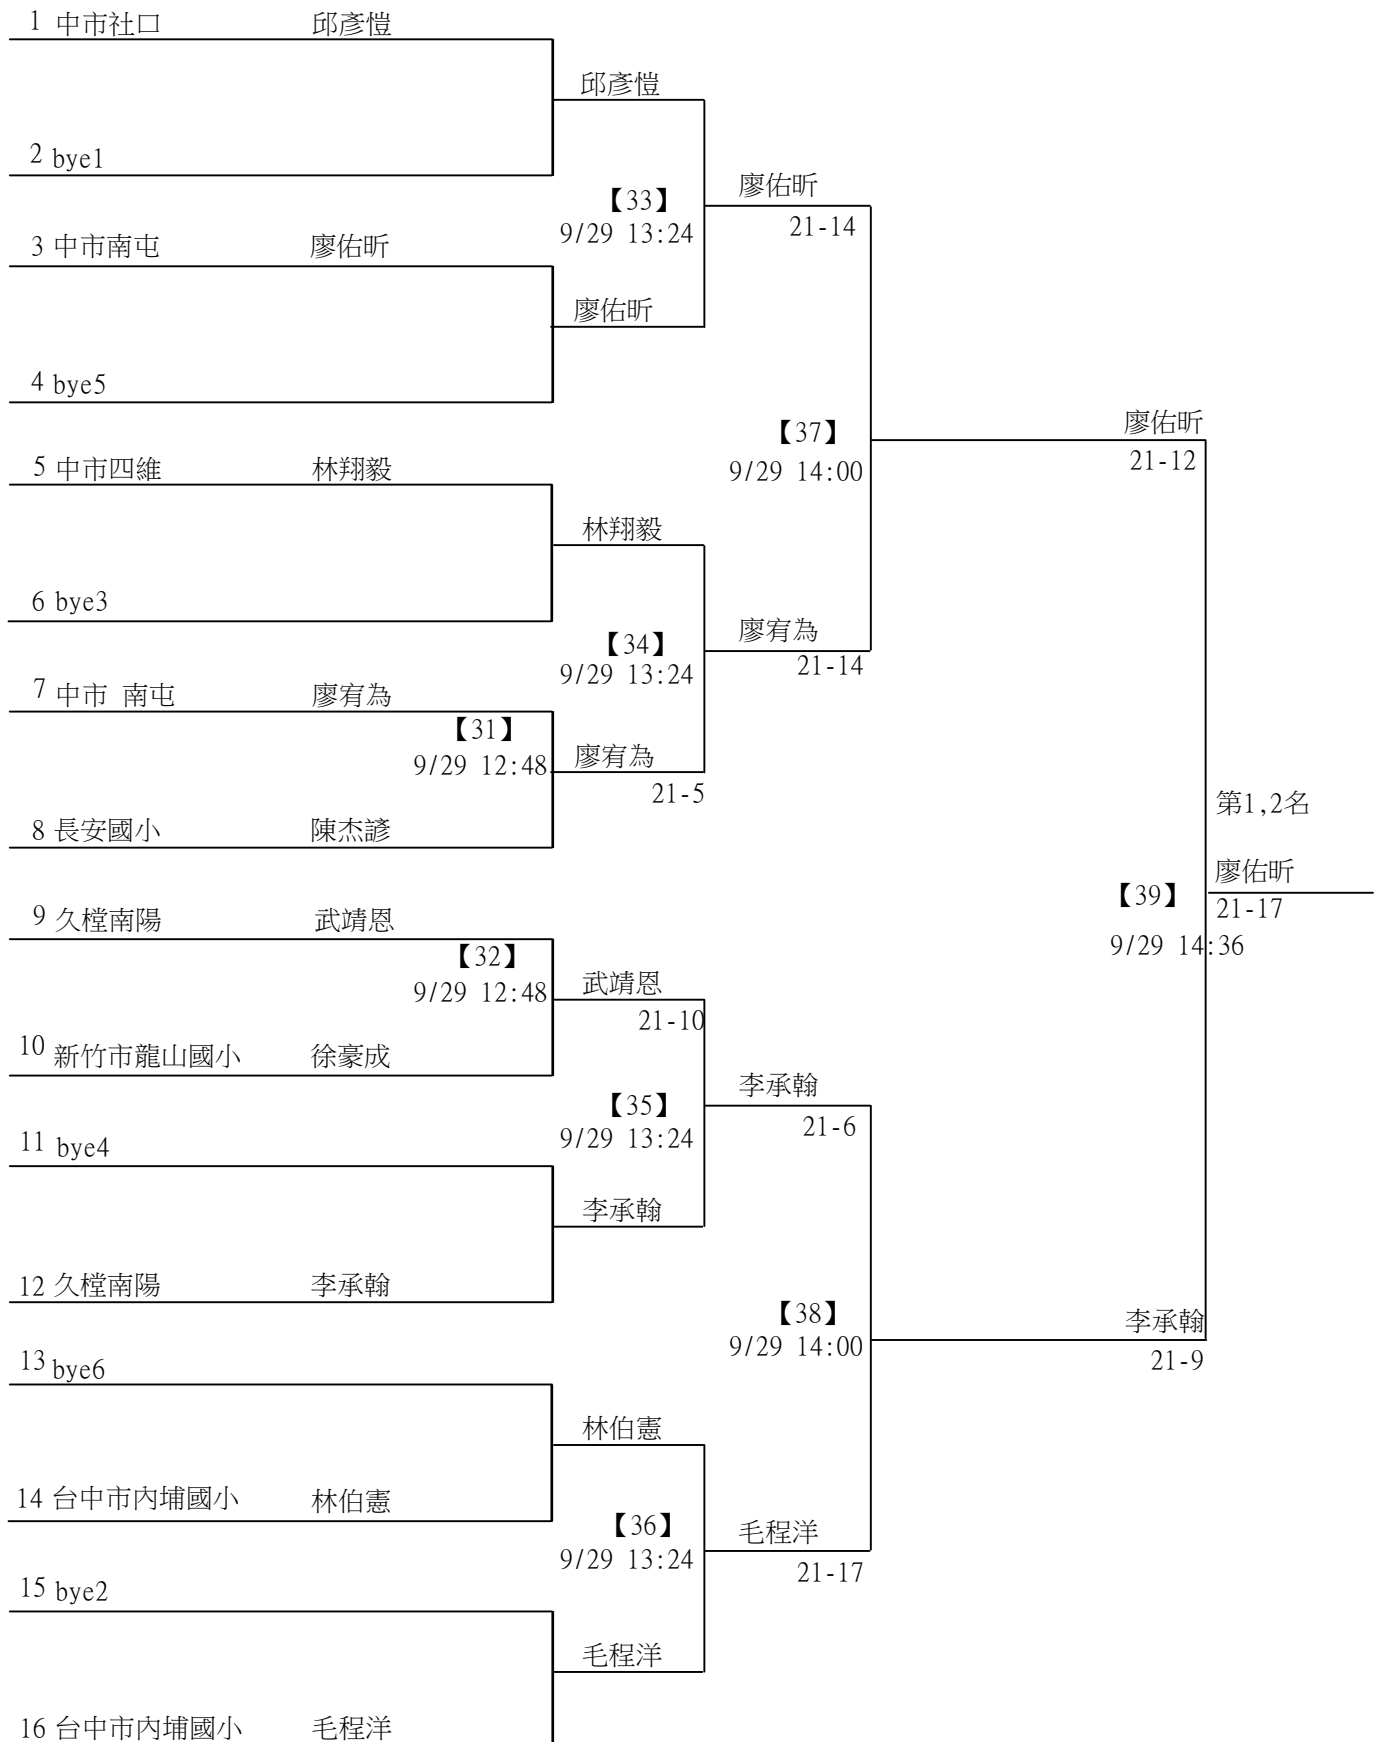 1 中市社口 邱彥愷
邱彥愷
2 bye1
廖佑昕
【33】
21-14
9/29 13:24
3 中市南屯 廖佑昕
廖佑昕
4 bye5
廖佑昕
【37】
21-12
9/29 14:00
5 中市四維 林翔毅
林翔毅
6 bye3
廖宥為
【34】
21-14
9/29 13:24
7 中市 南屯 廖宥為
【31】
廖宥為
9/29 12:48
21-5
第1,2名
8 長安國小 陳杰諺
廖佑昕
【39】
21-17
9/29 14:36
9 久樘南陽 武靖恩
【32】
武靖恩
9/29 12:48
21-10
10 新竹市龍山國小 徐豪成
李承翰
【35】
21-6
9/29 13:24
11 bye4
李承翰
12 久樘南陽 李承翰
【38】
李承翰
9/29 14:00
21-9
13 bye6
林伯憲
14 台中市內埔國小 林伯憲
【36】
毛程洋
9/29 13:24
21-17
15 bye2
毛程洋
16 台中市內埔國小 毛程洋